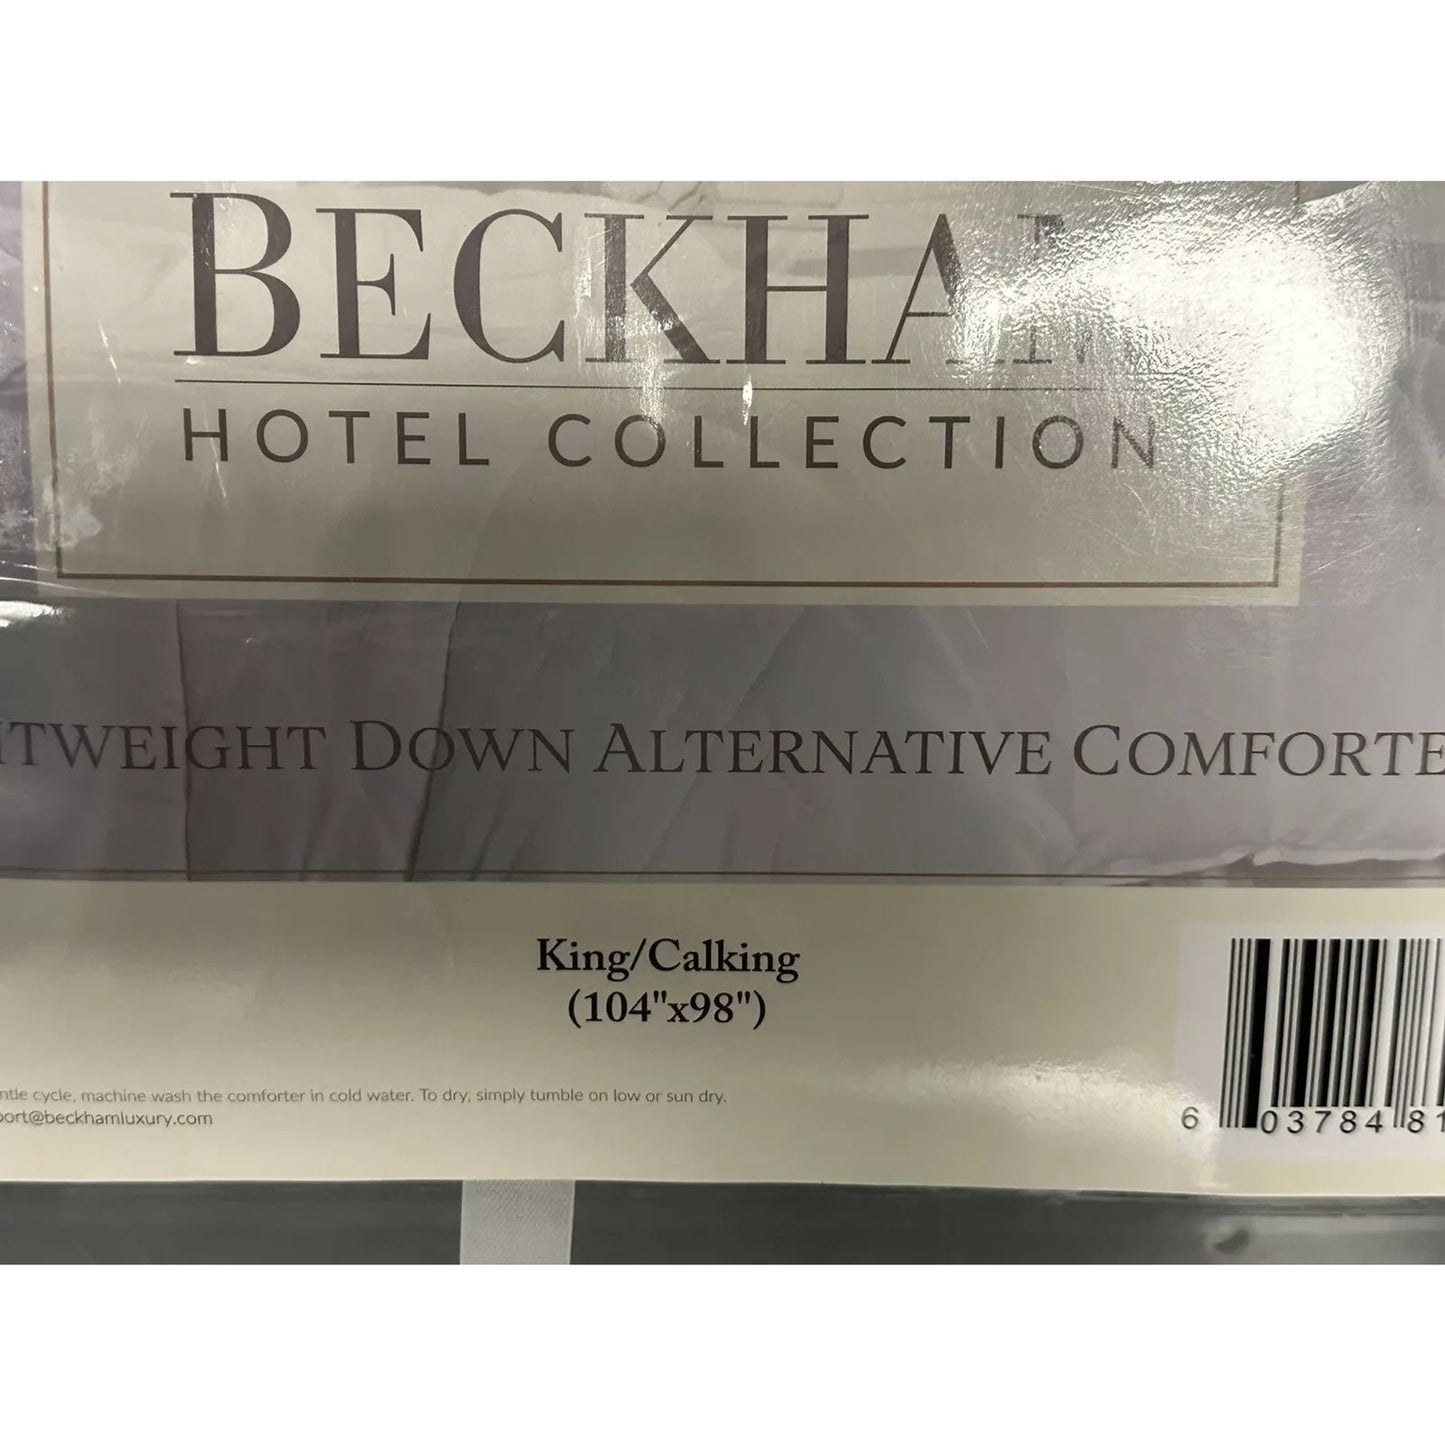 BECKHAM
HOTEL COLLECTION
TWEIGHT DOWN ALTERNATIVE COMFORTE
King/Calking
(104"x98")
ntle cycle, machine wash the comforter in cold water. To dry, simply tumble on low or sun dry.
port@beckhamluxury.com
6 03784 81